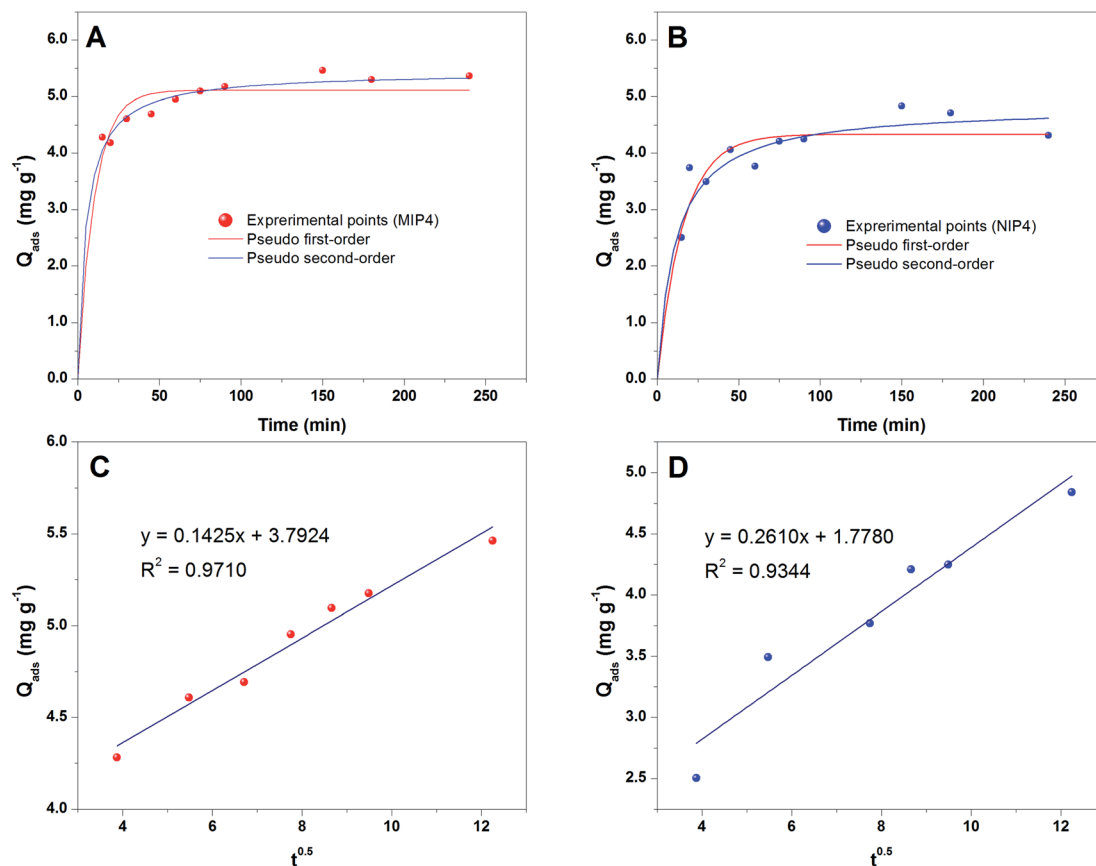 A
6.0
5.0
4.0
3.0
2.0
1.0
0.0
Q_ads (mg g⁻¹)
Exprerimental points (MIP4)
Pseudo first-order
Pseudo second-order
0 50 100 150 200 250
Time (min)
B
6.0
5.0
4.0
3.0
2.0
1.0
0.0
Q_ads (mg g⁻¹)
Exprerimental points (NIP4)
Pseudo first-order
Pseudo second-order
0 50 100 150 200 250
Time (min)
C
6.0
5.5
5.0
4.5
4.0
Q_ads (mg g⁻¹)
y = 0.1425x + 3.7924
R² = 0.9710
4 6 8 10 12
t^0.5
D
5.0
4.5
4.0
3.5
3.0
2.5
Q_ads (mg g⁻¹)
y = 0.2610x + 1.7780
R² = 0.9344
4 6 8 10 12
t^0.5